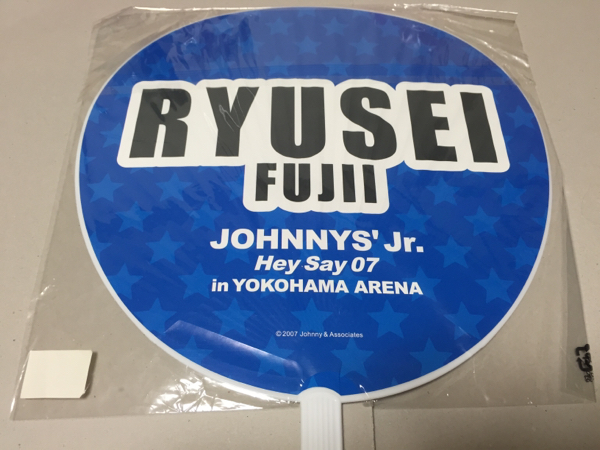 RYUSEI
FUJII
JOHNNYS' Jr.
Hey Say 07
in YOKOHAMA ARENA
©2007 Johnny & Associates